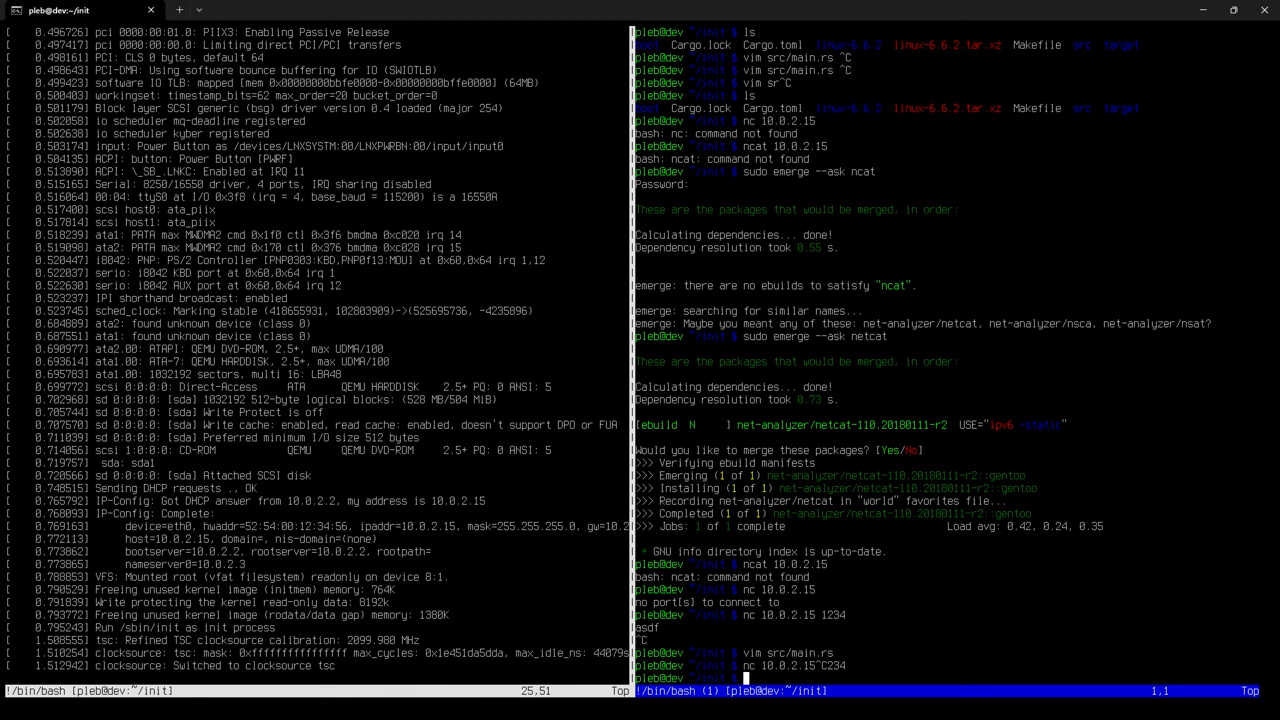 pleb@dev:~/init
[    0.496726] pci 0000:00:01.0: PIIX3: Enabling Passive Release
[    0.497417] pci 0000:00:00.0: Limiting direct PCI/PCI transfers
[    0.498161] PCI: CLS 0 bytes, default 64
[    0.498643] PCI-DMA: Using software bounce buffering for IO (SWIOTLB)
[    0.499423] software IO TLB: mapped [mem 0x00000000bbfe0000-0x00000000bffe0000] (64MB)
[    0.500403] workingset: timestamp_bits=62 max_order=20 bucket_order=0
[    0.501179] Block layer SCSI generic (bsg) driver version 0.4 loaded (major 254)
[    0.502058] io scheduler mq-deadline registered
[    0.502638] io scheduler kyber registered
[    0.503174] input: Power Button as /devices/LNXSYSTM:00/LNXPWRBN:00/input/input0
[    0.504135] ACPI: button: Power Button [PWRF]
[    0.513890] ACPI: \_SB_.LNKC: Enabled at IRQ 11
[    0.515165] Serial: 8250/16550 driver, 4 ports, IRQ sharing disabled
[    0.516064] 00:04: ttyS0 at I/O 0x3f8 (irq = 4, base_baud = 115200) is a 16550A
[    0.517400] scsi host0: ata_piix
[    0.517814] scsi host1: ata_piix
[    0.518239] ata1: PATA max MWDMA2 cmd 0x1f0 ctl 0x3f6 bmdma 0xc020 irq 14
[    0.519098] ata2: PATA max MWDMA2 cmd 0x170 ctl 0x376 bmdma 0xc028 irq 15
[    0.520447] i8042: PNP: PS/2 Controller [PNP0303:KBD,PNP0f13:MOU] at 0x60,0x64 irq 1,12
[    0.522037] serio: i8042 KBD port at 0x60,0x64 irq 1
[    0.522630] serio: i8042 AUX port at 0x60,0x64 irq 12
[    0.523237] IPI shorthand broadcast: enabled
[    0.523745] sched_clock: Marking stable (418655931, 102803909)->(525695736, -4235896)
[    0.684889] ata2: found unknown device (class 0)
[    0.687551] ata1: found unknown device (class 0)
[    0.690977] ata2.00: ATAPI: QEMU DVD-ROM, 2.5+, max UDMA/100
[    0.693614] ata1.00: ATA-7: QEMU HARDDISK, 2.5+, max UDMA/100
[    0.695763] ata1.00: 1032192 sectors, multi 16: LBA48
[    0.699772] scsi 0:0:0:0: Direct-Access     ATA      QEMU HARDDISK    2.5+ PQ: 0 ANSI: 5
[    0.702968] sd 0:0:0:0: [sda] 1032192 512-byte logical blocks: (528 MB/504 MiB)
[    0.705744] sd 0:0:0:0: [sda] Write Protect is off
[    0.707570] sd 0:0:0:0: [sda] Write cache: enabled, read cache: enabled, doesn't support DPO or FUA
[    0.711039] sd 0:0:0:0: [sda] Preferred minimum I/O size 512 bytes
[    0.714056] scsi 1:0:0:0: CD-ROM            QEMU     QEMU DVD-ROM     2.5+ PQ: 0 ANSI: 5
[    0.719757]  sda: sda1
[    0.720566] sd 0:0:0:0: [sda] Attached SCSI disk
[    0.748515] Sending DHCP requests ., OK
[    0.765792] IP-Config: Got DHCP answer from 10.0.2.2, my address is 10.0.2.15
[    0.768093] IP-Config: Complete:
[    0.769163]      device=eth0, hwaddr=52:54:00:12:34:56, ipaddr=10.0.2.15, mask=255.255.255.0, gw=10.0.2
[    0.772113]      host=10.0.2.15, domain=, nis-domain=(none)
[    0.773862]      bootserver=10.0.2.2, rootserver=10.0.2.2, rootpath=
[    0.773865]      nameserver0=10.0.2.3
[    0.788853] VFS: Mounted root (vfat filesystem) readonly on device 8:1.
[    0.790529] Freeing unused kernel image (initmem) memory: 764K
[    0.791839] Write protecting the kernel read-only data: 8192k
[    0.793772] Freeing unused kernel image (rodata/data gap) memory: 1380K
[    0.795243] Run /sbin/init as init process
[    1.508555] tsc: Refined TSC clocksource calibration: 2099.980 MHz
[    1.510254] clocksource: tsc: mask: 0xffffffffffffffff max_cycles: 0x1e451da5dda, max_idle_ns: 44079s
[    1.512942] clocksource: Switched to clocksource tsc
!/bin/bash [pleb@dev:~/init] 25,51 Top
pleb@dev ~/init $ ls
boot  Cargo.lock  Cargo.toml  linux-6.6.2  linux-6.6.2.tar.xz  Makefile  src  target
pleb@dev ~/init $ vim src/main.rs ^C
pleb@dev ~/init $ vim src/main.rs ^C
pleb@dev ~/init $ vim sr^C
pleb@dev ~/init $ ls
boot  Cargo.lock  Cargo.toml  linux-6.6.2  linux-6.6.2.tar.xz  Makefile  src  target
pleb@dev ~/init $ nc 10.0.2.15
bash: nc: command not found
pleb@dev ~/init $ ncat 10.0.2.15
bash: ncat: command not found
pleb@dev ~/init $ sudo emerge --ask ncat
Password:
These are the packages that would be merged, in order:
Calculating dependencies... done!
Dependency resolution took 0.55 s.
emerge: there are no ebuilds to satisfy "ncat".
emerge: searching for similar names...
emerge: Maybe you meant any of these: net-analyzer/netcat, net-analyzer/nsca, net-analyzer/nsat?
pleb@dev ~/init $ sudo emerge --ask netcat
These are the packages that would be merged, in order:
Calculating dependencies... done!
Dependency resolution took 0.73 s.
[ebuild  N     ] net-analyzer/netcat-110.20180111-r2  USE="ipv6 -static"
Would you like to merge these packages? [Yes/No]
>>> Verifying ebuild manifests
>>> Emerging (1 of 1) net-analyzer/netcat-110.20180111-r2::gentoo
>>> Installing (1 of 1) net-analyzer/netcat-110.20180111-r2::gentoo
>>> Recording net-analyzer/netcat in "world" favorites file...
>>> Completed (1 of 1) net-analyzer/netcat-110.20180111-r2::gentoo
>>> Jobs: 1 of 1 complete                         Load avg: 0.42, 0.24, 0.35
* GNU info directory index is up-to-date.
pleb@dev ~/init $ ncat 10.0.2.15
bash: ncat: command not found
pleb@dev ~/init $ nc 10.0.2.15
no port[s] to connect to
pleb@dev ~/init $ nc 10.0.2.15 1234
asdf
^C
pleb@dev ~/init $ vim src/main.rs
pleb@dev ~/init $ nc 10.0.2.15^C234
pleb@dev ~/init $
!/bin/bash (1) [pleb@dev:~/init] 1,1 Top